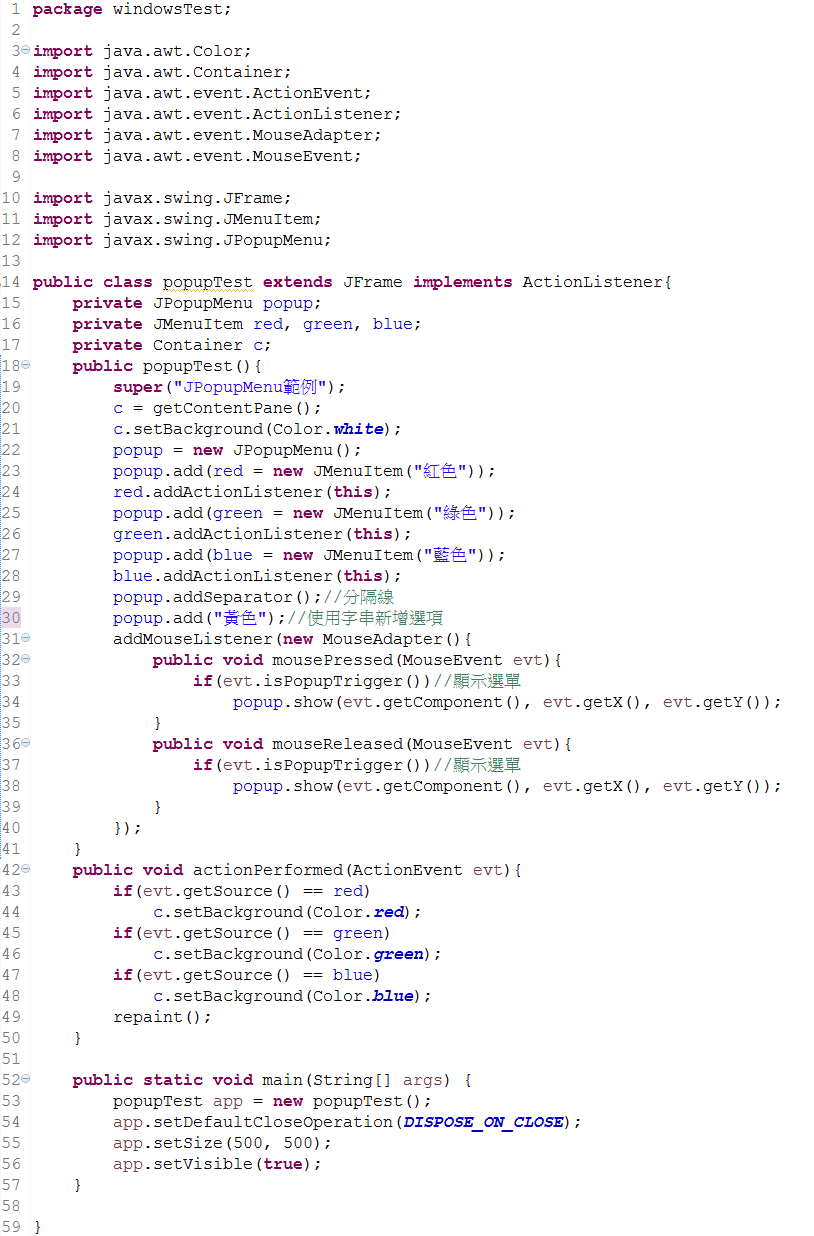 1 package windowsTest;
2
3 import java.awt.Color;
4 import java.awt.Container;
5 import java.awt.event.ActionEvent;
6 import java.awt.event.ActionListener;
7 import java.awt.event.MouseAdapter;
8 import java.awt.event.MouseEvent;
9
10 import javax.swing.JFrame;
11 import javax.swing.JMenuItem;
12 import javax.swing.JPopupMenu;
13
14 public class popupTest extends JFrame implements ActionListener{
15     private JPopupMenu popup;
16     private JMenuItem red, green, blue;
17     private Container c;
18     public popupTest(){
19         super("JPopupMenu範例");
20         c = getContentPane();
21         c.setBackground(Color.white);
22         popup = new JPopupMenu();
23         popup.add(red = new JMenuItem("紅色"));
24         red.addActionListener(this);
25         popup.add(green = new JMenuItem("綠色"));
26         green.addActionListener(this);
27         popup.add(blue = new JMenuItem("藍色"));
28         blue.addActionListener(this);
29         popup.addSeparator();//分隔線
30         popup.add("黃色");//使用字串新增選項
31         addMouseListener(new MouseAdapter(){
32             public void mousePressed(MouseEvent evt){
33                 if(evt.isPopupTrigger())//顯示選單
34                     popup.show(evt.getComponent(), evt.getX(), evt.getY());
35             }
36             public void mouseReleased(MouseEvent evt){
37                 if(evt.isPopupTrigger())//顯示選單
38                     popup.show(evt.getComponent(), evt.getX(), evt.getY());
39             }
40         });
41     }
42     public void actionPerformed(ActionEvent evt){
43         if(evt.getSource() == red)
44             c.setBackground(Color.red);
45         if(evt.getSource() == green)
46             c.setBackground(Color.green);
47         if(evt.getSource() == blue)
48             c.setBackground(Color.blue);
49         repaint();
50     }
51
52     public static void main(String[] args) {
53         popupTest app = new popupTest();
54         app.setDefaultCloseOperation(DISPOSE_ON_CLOSE);
55         app.setSize(500, 500);
56         app.setVisible(true);
57     }
58
59 }